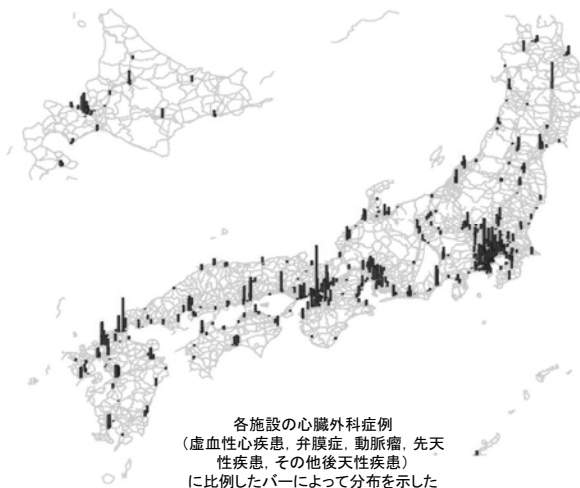 各施設の心臓外科症例
（虚血性心疾患，弁膜症，動脈瘤，先天
性疾患，その他後天性疾患）
に比例したバーによって分布を示した